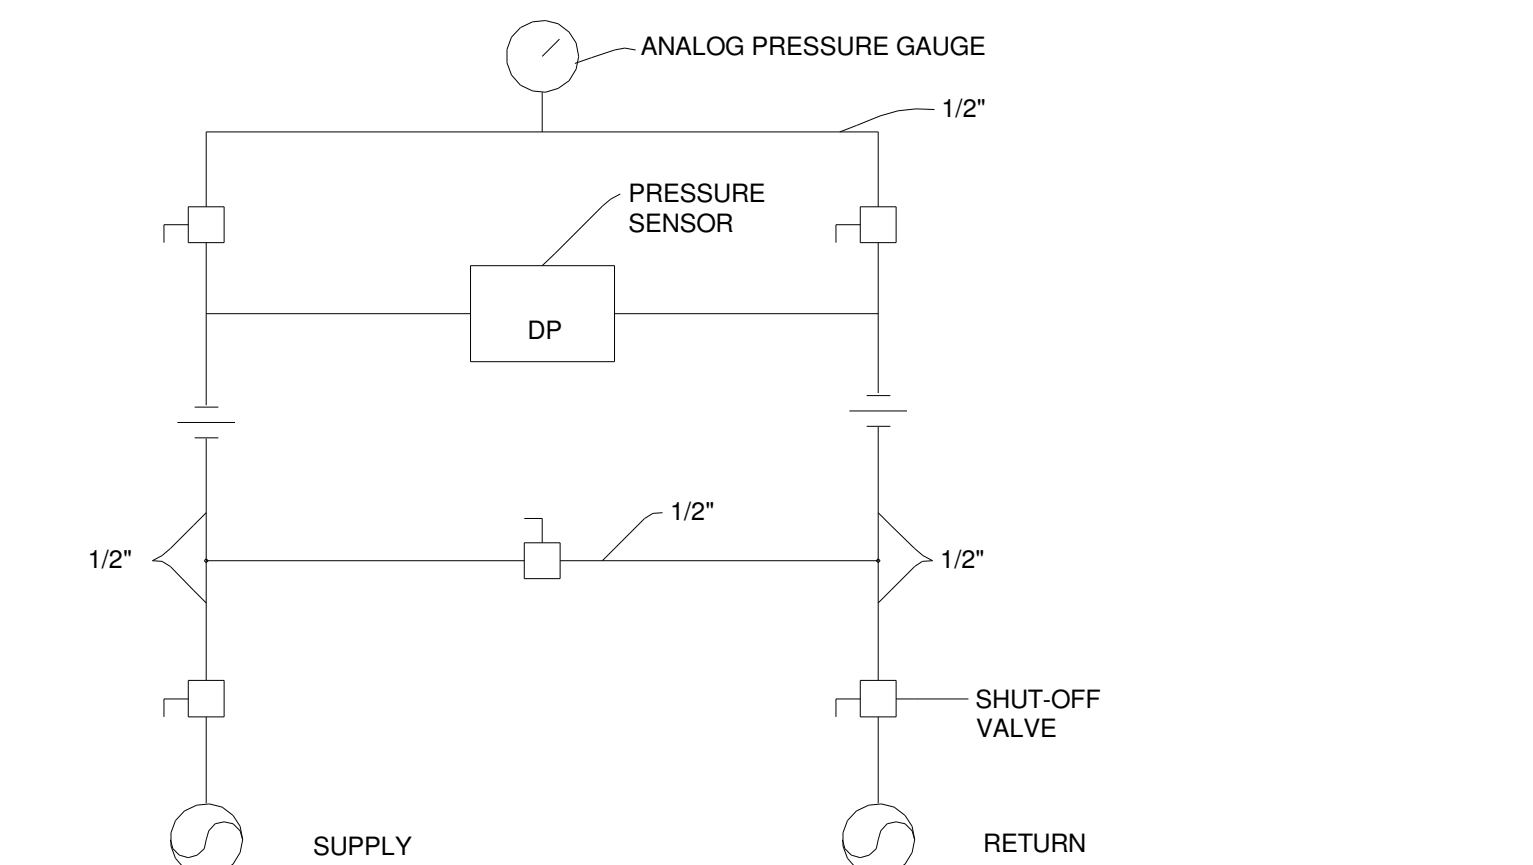 ANALOG PRESSURE GAUGE
1/2"
PRESSURE
SENSOR
DP
1/2"
1/2"
1/2"
SHUT-OFF
VALVE
SUPPLY
RETURN